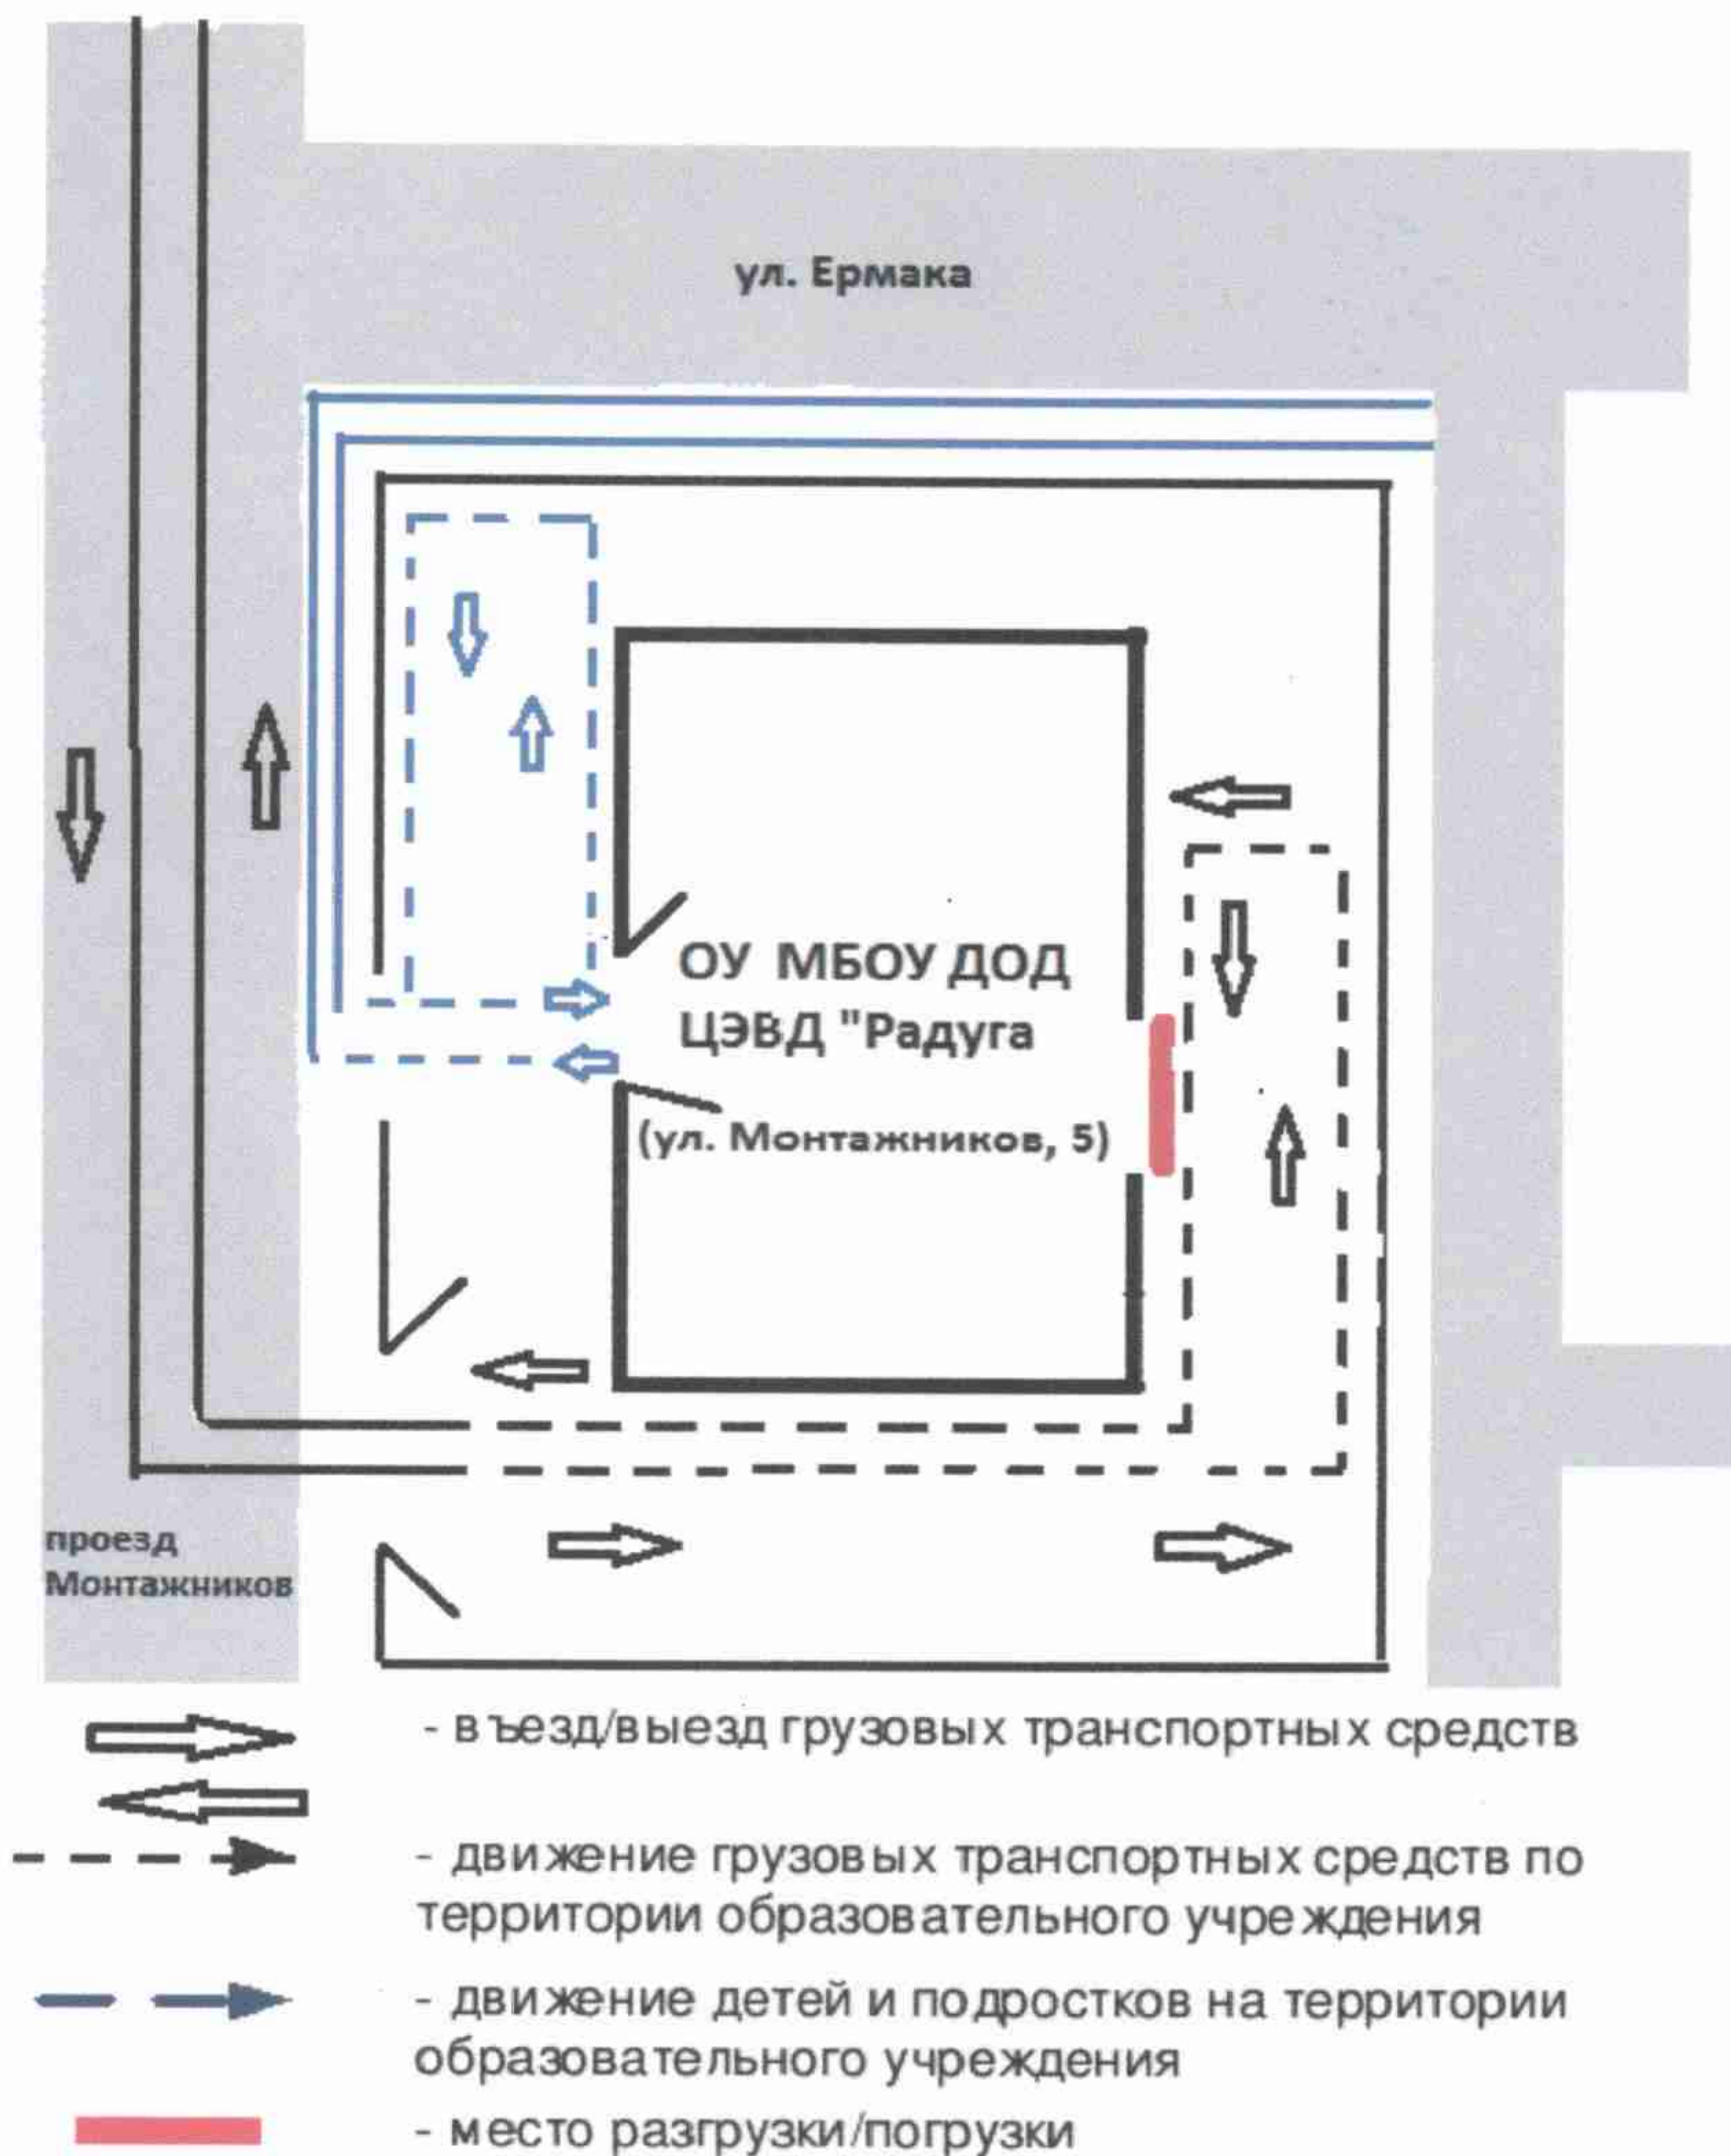 ул. Ермака
ОУ МБОУ ДОД
ЦЭВД "Радуга
(ул. Монтажников, 5)
проезд
Монтажников
- въезд/выезд грузовых транспортных средств
- движение грузовых транспортных средств по
территории образовательного учреждения
- движение детей и подростков на территории
образовательного учреждения
- место разгрузки/погрузки